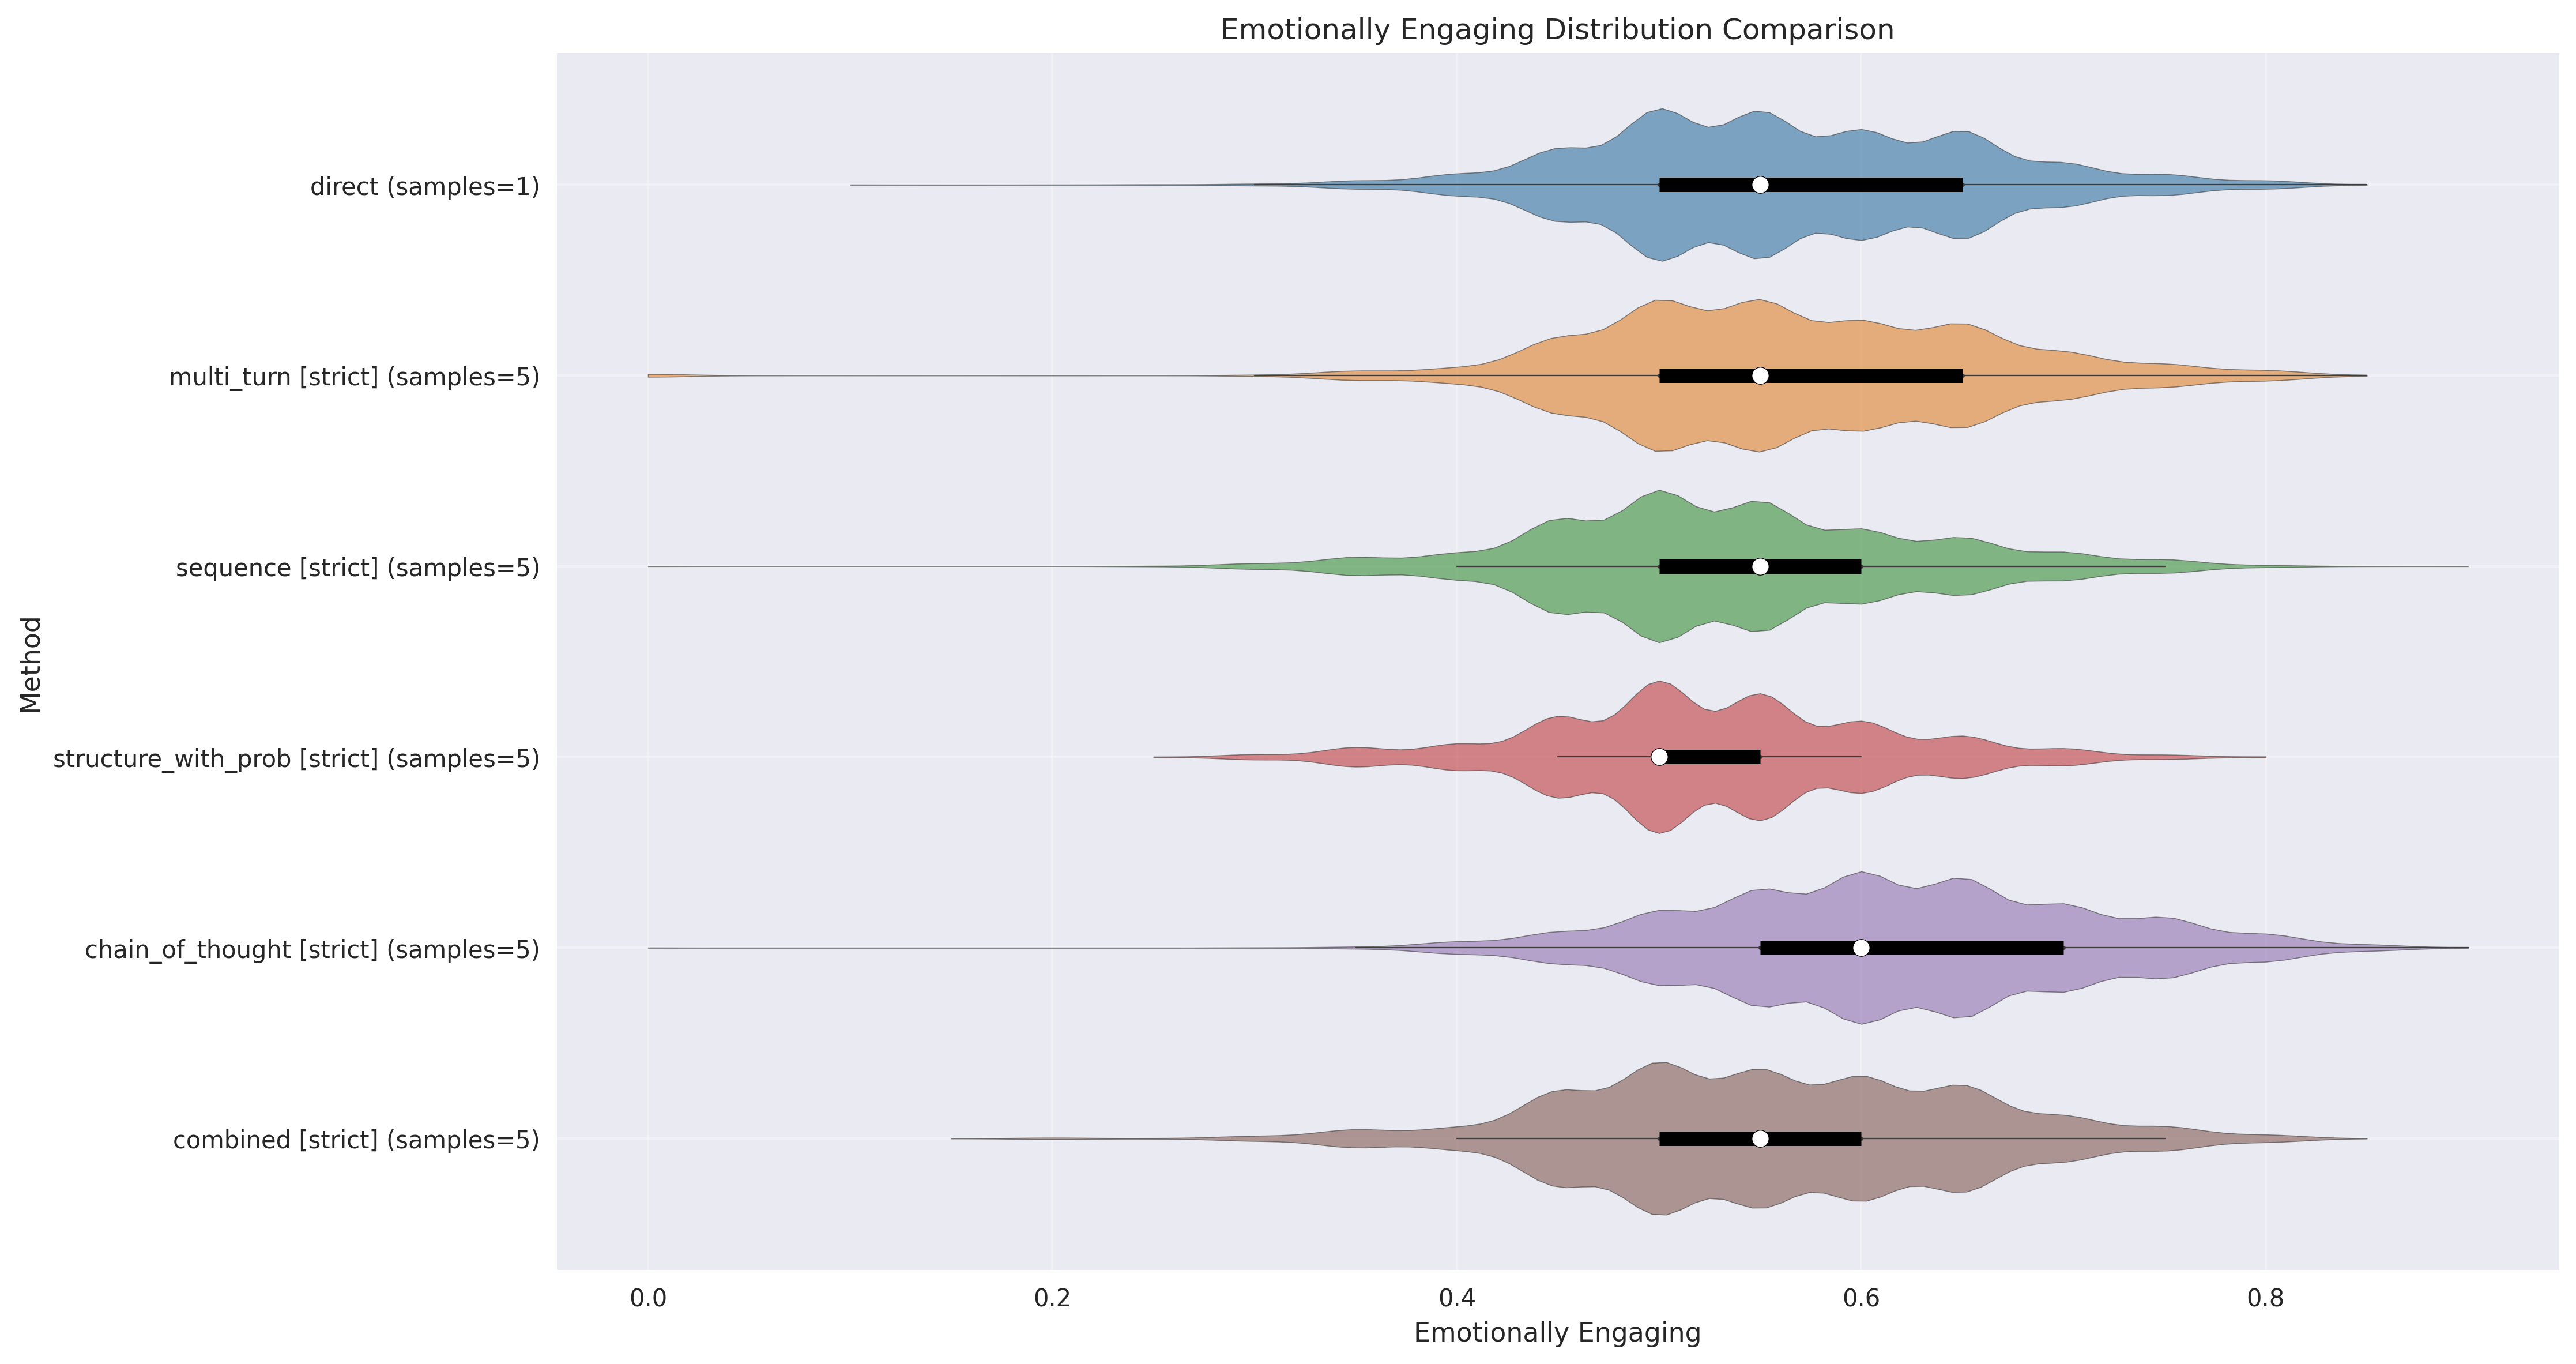 Emotionally Engaging Distribution Comparison
direct (samples=1)
multi_turn [strict] (samples=5)
sequence [strict] (samples=5)
Method
structure_with_prob [strict] (samples=5)
chain_of_thought [strict] (samples=5)
combined [strict] (samples=5)
0.0 0.2 0.4 0.6 0.8
Emotionally Engaging